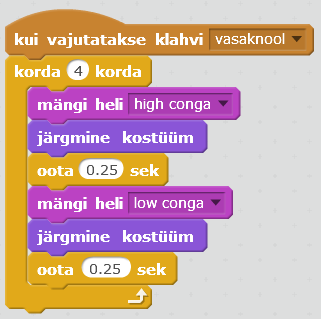 kui vajutatakse klahvi vasaknool
korda 4 korda
mängi heli high conga
järgmine kostüüm
oota 0.25 sek
mängi heli low conga
järgmine kostüüm
oota 0.25 sek